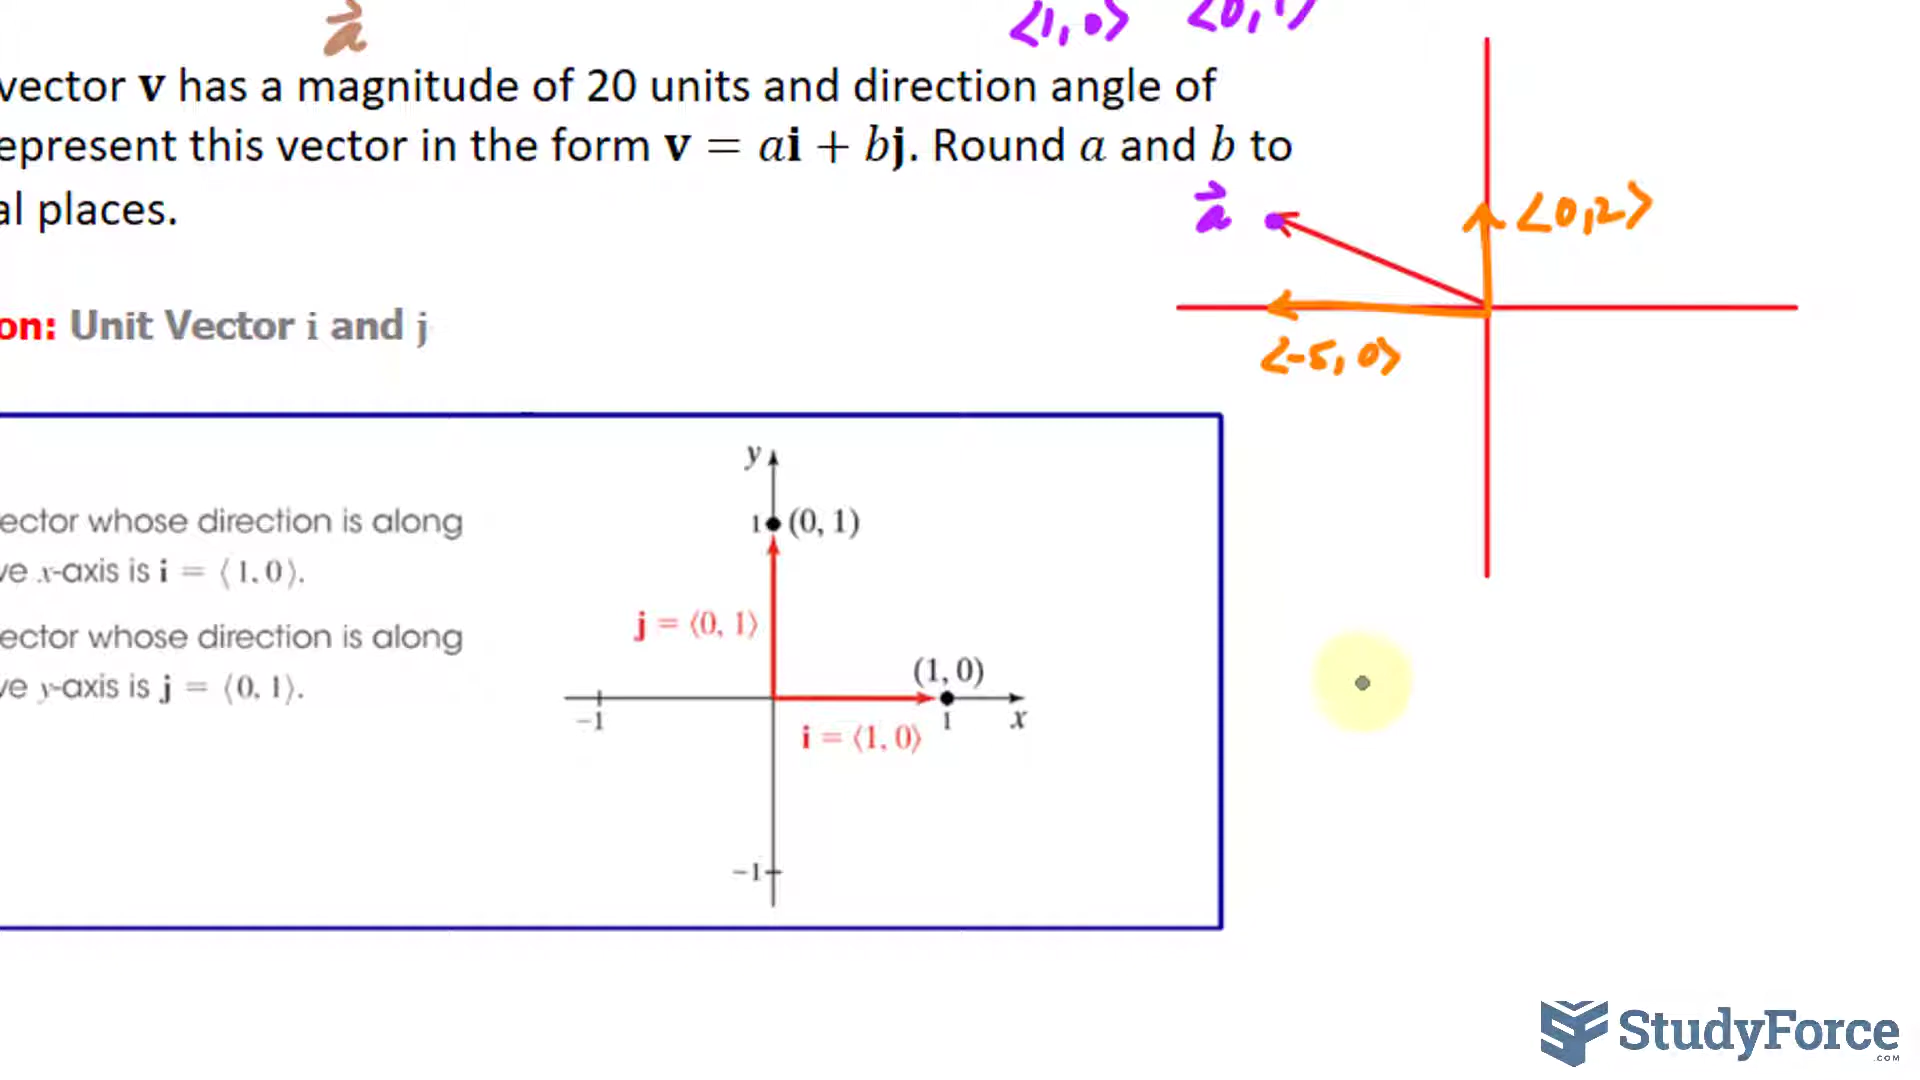 a
⟨1, 0⟩ ⟨0, 1⟩
vector v has a magnitude of 20 units and direction angle of
epresent this vector in the form v = ai + bj. Round a and b to
al places.
a
⟨0,2⟩
⟨-5, 0⟩
on: Unit Vector i and j
y
1 (0, 1)
ector whose direction is along
ve x-axis is i = ⟨1, 0⟩.
j = ⟨0, 1⟩
ector whose direction is along
ve y-axis is j = ⟨0, 1⟩.
(1, 0)
−1 1 x
i = ⟨1, 0⟩
−1
StudyForce
.COM